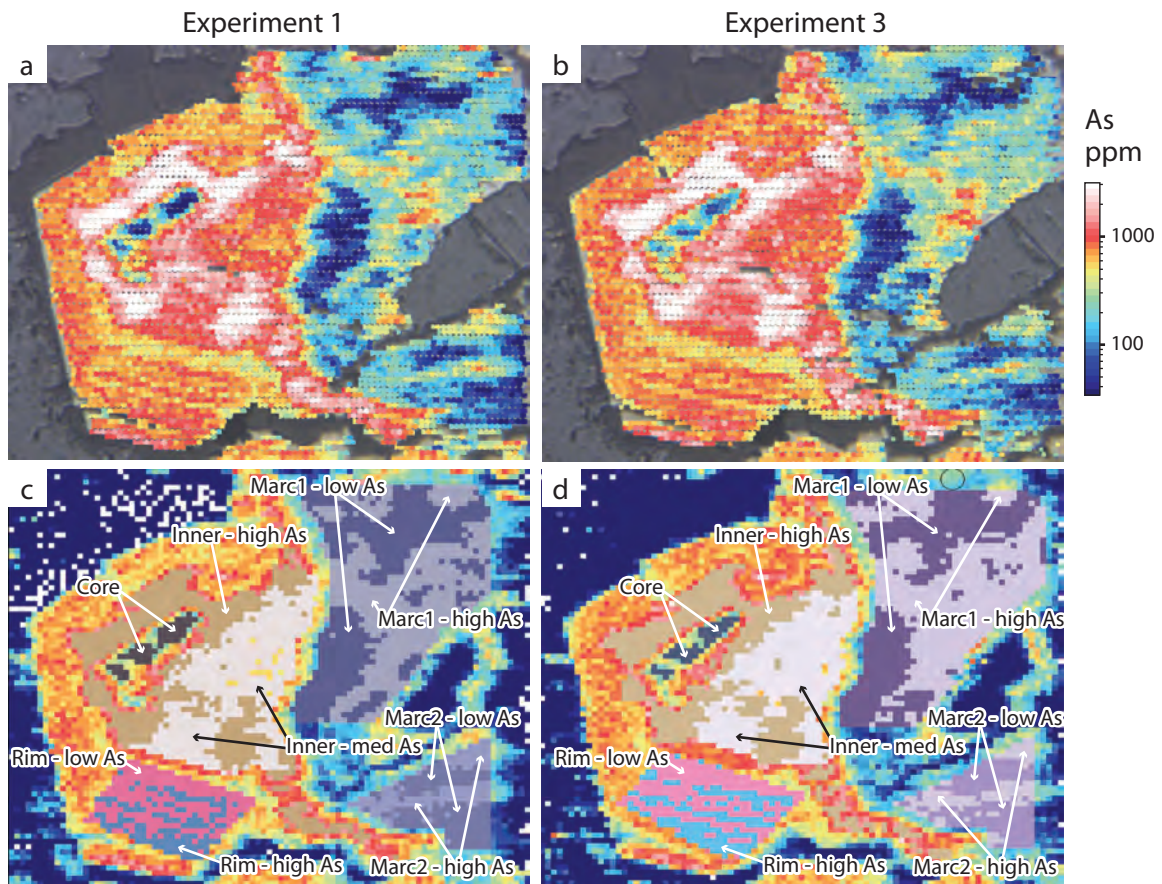 Experiment 1
Experiment 3
a
b
As
ppm
1000
100
c
Marc1 - low As
Inner - high As
Core
Marc1 - high As
Marc2 - low As
Inner - med As
Rim - low As
Rim - high As
Marc2 - high As
d
Marc1 - low As
Inner - high As
Core
Marc1 - high As
Marc2 - low As
Inner - med As
Rim - low As
Rim - high As
Marc2 - high As